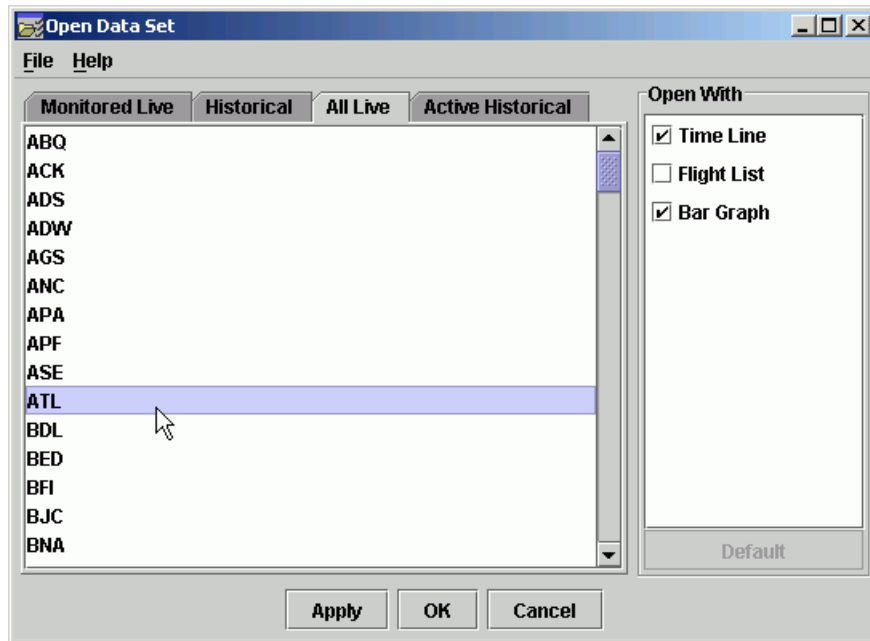 Open Data Set
File Help
Monitored Live Historical All Live Active Historical
ABQ
ACK
ADS
ADW
AGS
ANC
APA
APF
ASE
ATL
BDL
BED
BFI
BJC
BNA
Open With
Time Line
Flight List
Bar Graph
Default
Apply OK Cancel